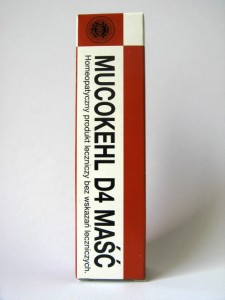 MUCOKEHL D4 MAŚĆ
Homeopatyczny produkt leczniczy bez wskazań leczniczych.